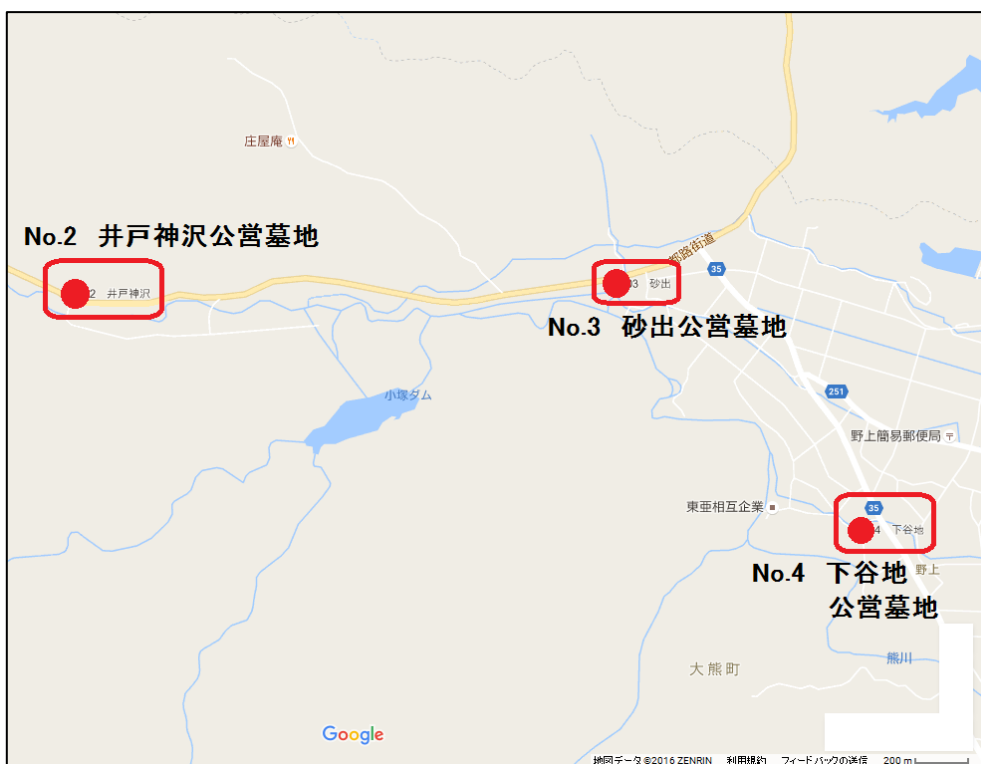 庄屋庵
No.2 井戸神沢公営墓地
2 井戸神沢
都路街道
35
3 砂出
No.3 砂出公営墓地
小塚ダム
251
野上簡易郵便局
東亜相互企業
35
4 下谷地
No.4 下谷地
公営墓地
野上
大熊町
熊川
Google
地図データ ©2016 ZENRIN 利用規約 フィードバックの送信 200 m